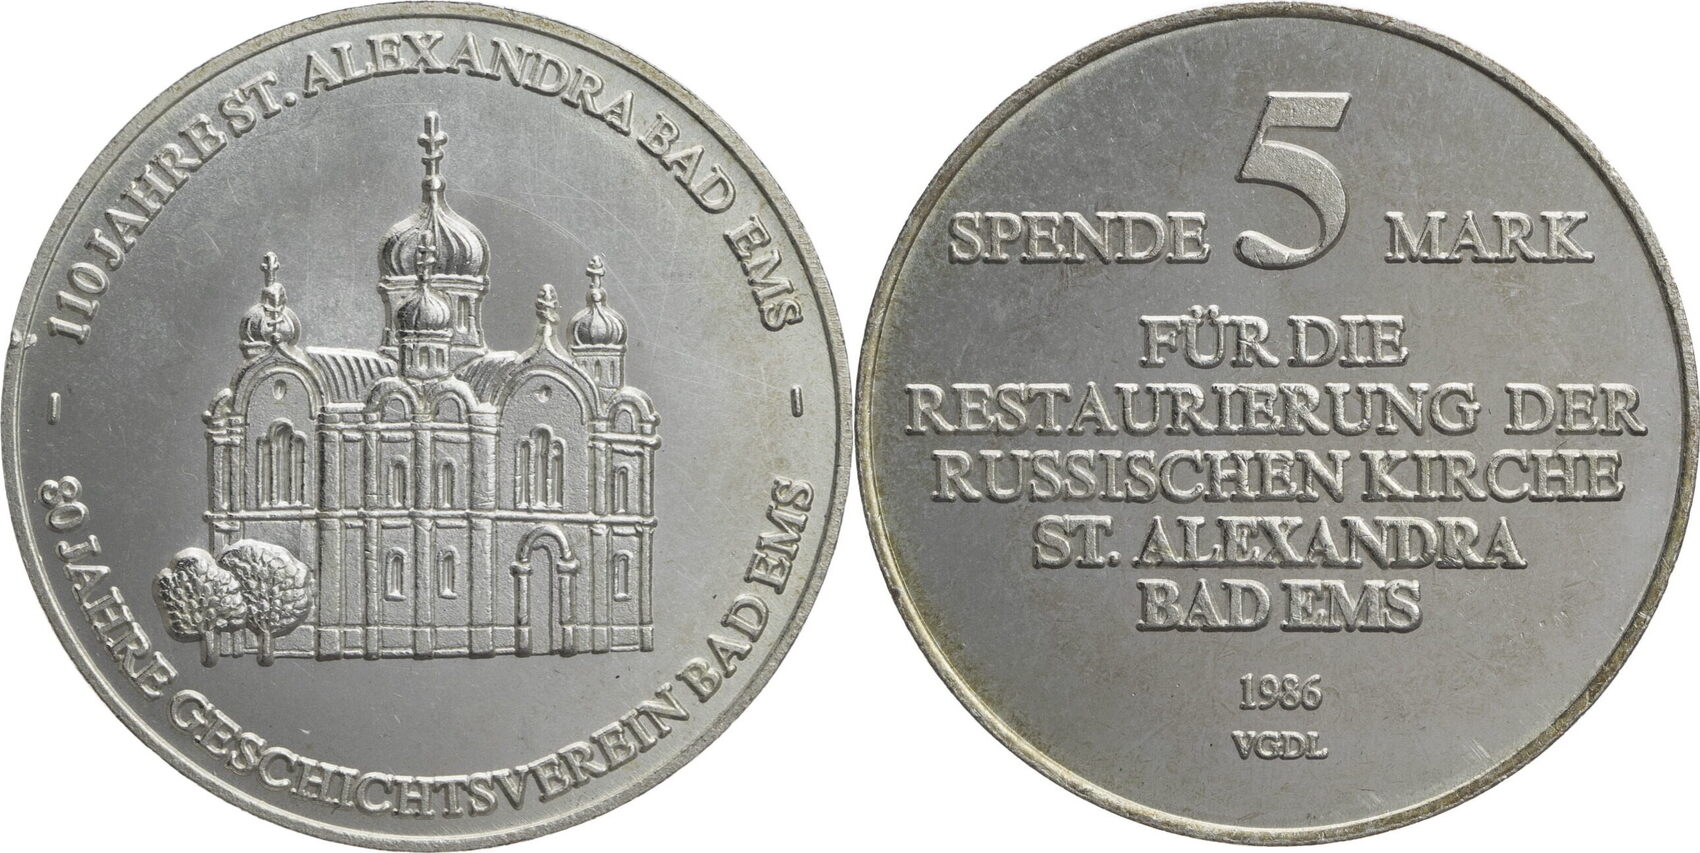 110 JAHRE ST. ALEXANDRA BAD EMS
80 JAHRE GESCHICHTSVEREIN BAD EMS
SPENDE 5 MARK
FÜR DIE
RESTAURIERUNG DER
RUSSISCHEN KIRCHE
ST. ALEXANDRA
BAD EMS
1986
VGDL